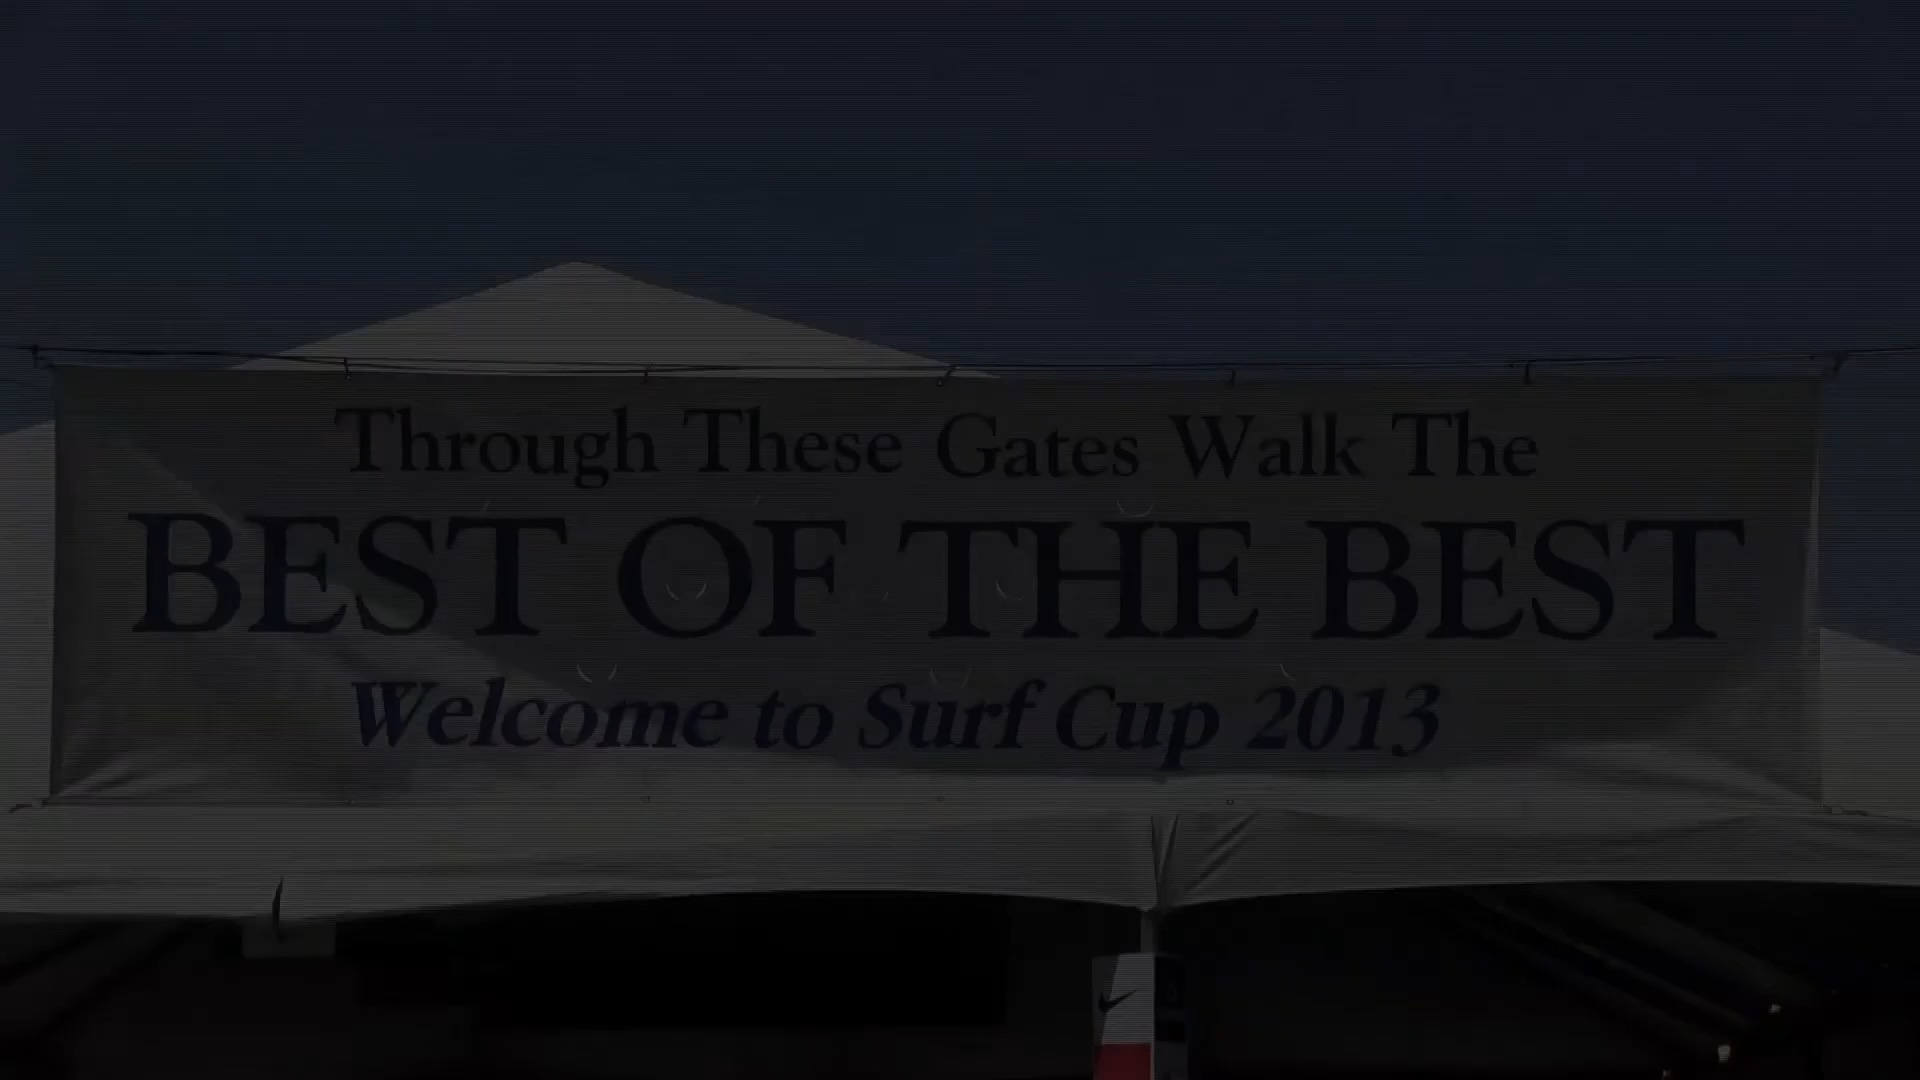 Through These Gates Walk The
BEST OF THE BEST
Welcome to Surf Cup 2013